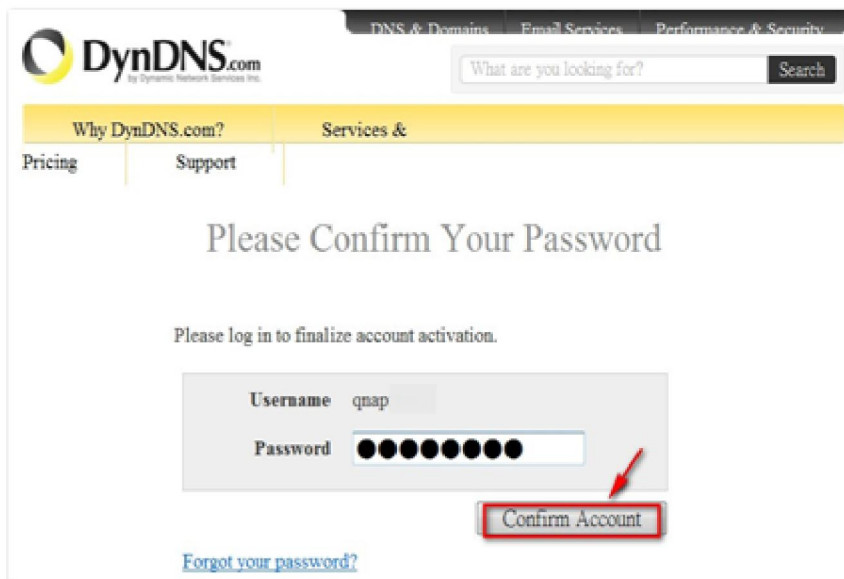 DNS & Domains Email Services Performance & Security
DynDNS.com
by Dynamic Network Services Inc.
What are you looking for? Search
Why DynDNS.com? Services &
Pricing Support
Please Confirm Your Password
Please log in to finalize account activation.
Username qnap
Password ●●●●●●●●
Confirm Account
Forgot your password?